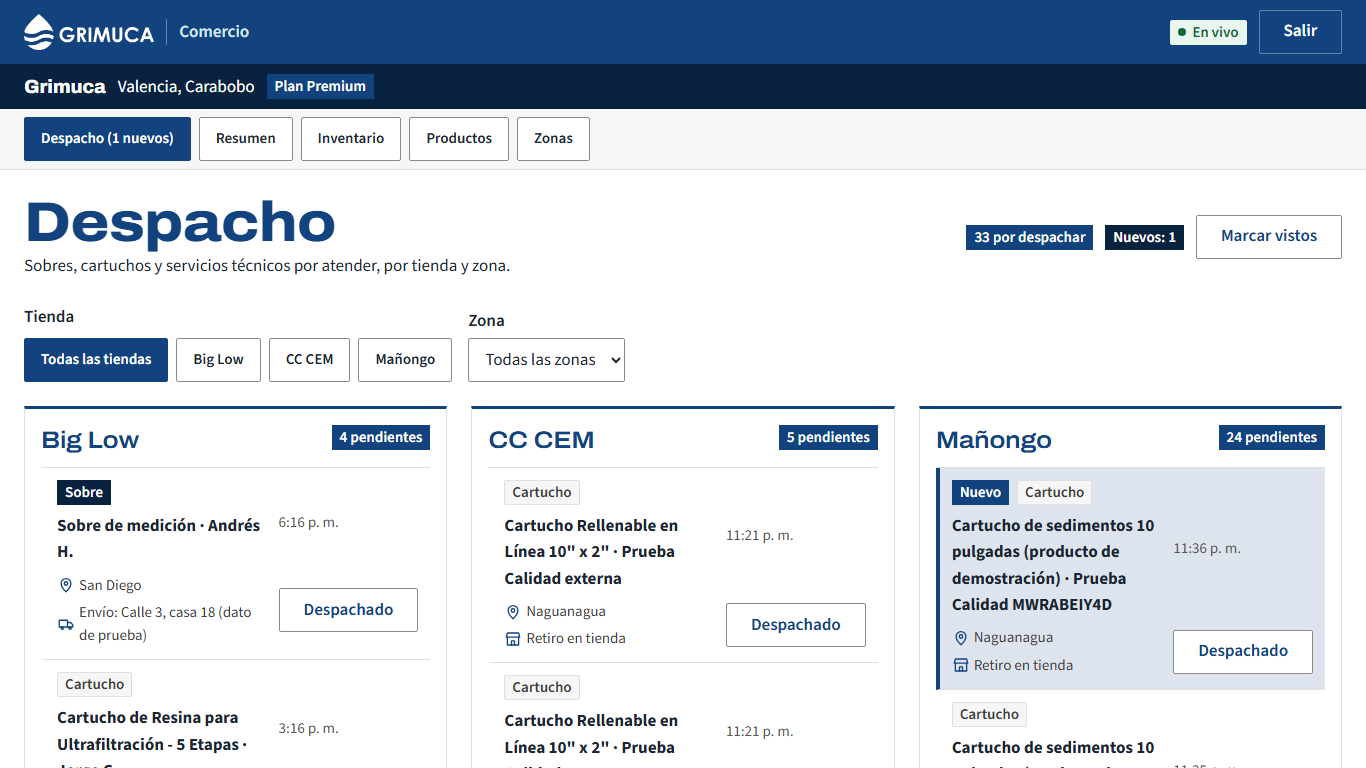 GRIMUCA Comercio
En vivo
Salir
Grimuca Valencia, Carabobo Plan Premium
Despacho (1 nuevos) Resumen Inventario Productos Zonas
Despacho
Sobres, cartuchos y servicios técnicos por atender, por tienda y zona.
33 por despachar Nuevos: 1 Marcar vistos
Tienda
Todas las tiendas Big Low CC CEM Mañongo
Zona
Todas las zonas
Big Low 4 pendientes
Sobre
Sobre de medición · Andrés
H.
6:16 p. m.
San Diego
Envío: Calle 3, casa 18 (dato
de prueba)
Despachado
Cartucho
Cartucho de Resina para
Ultrafiltración - 5 Etapas ·
3:16 p. m.
CC CEM 5 pendientes
Cartucho
Cartucho Rellenable en
Línea 10" x 2" · Prueba
Calidad externa
11:21 p. m.
Naguanagua
Retiro en tienda
Despachado
Cartucho
Cartucho Rellenable en
Línea 10" x 2" · Prueba
11:21 p. m.
Mañongo 24 pendientes
Nuevo Cartucho
Cartucho de sedimentos 10
pulgadas (producto de
demostración) · Prueba
Calidad MWRABEIY4D
11:36 p. m.
Naguanagua
Retiro en tienda
Despachado
Cartucho
Cartucho de sedimentos 10